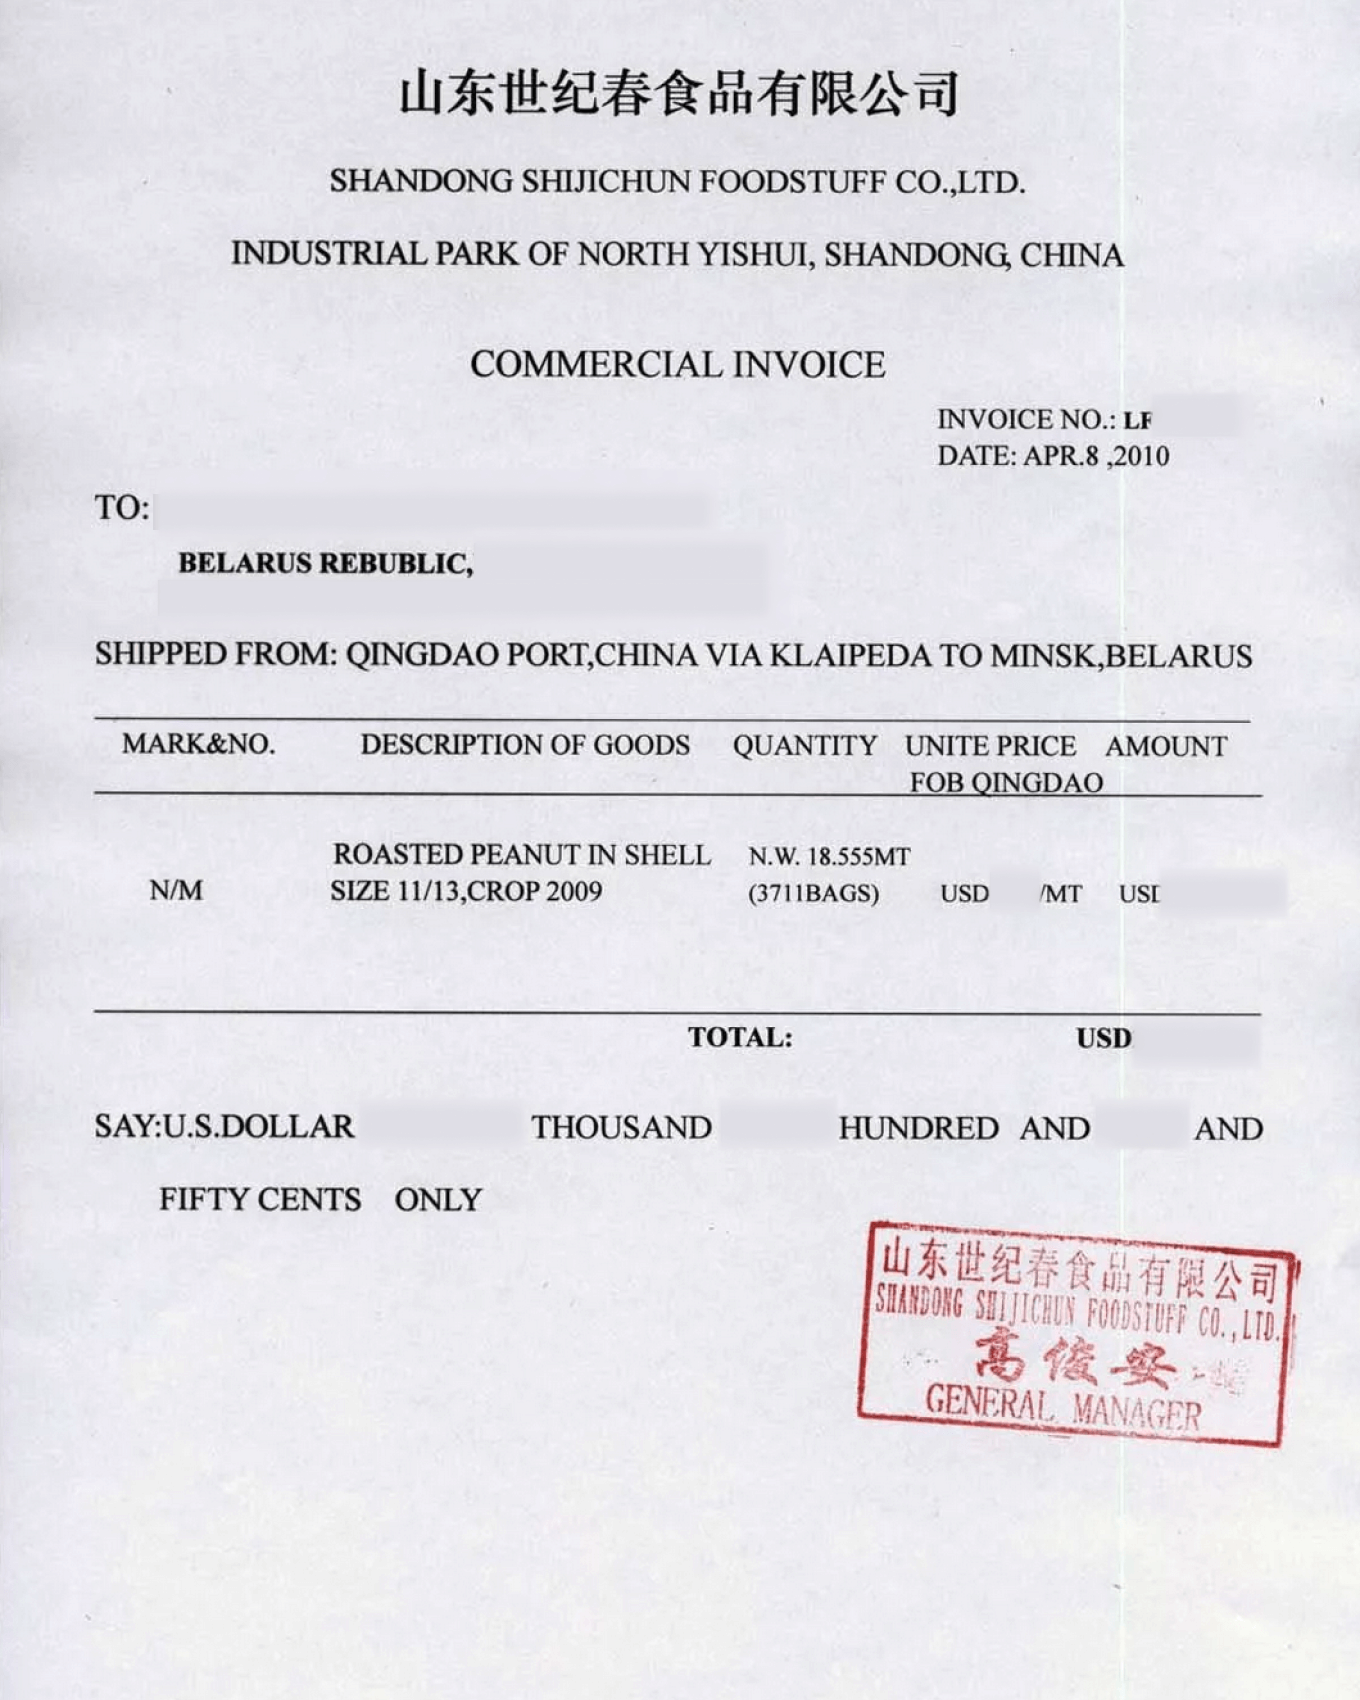 山东世纪春食品有限公司
SHANDONG SHIJICHUN FOODSTUFF CO.,LTD.
INDUSTRIAL PARK OF NORTH YISHUI, SHANDONG, CHINA
COMMERCIAL INVOICE
INVOICE NO.: LF
DATE: APR.8 ,2010
TO:
BELARUS REBUBLIC,
SHIPPED FROM: QINGDAO PORT,CHINA VIA KLAIPEDA TO MINSK,BELARUS
MARK&NO. DESCRIPTION OF GOODS QUANTITY UNITE PRICE AMOUNT
FOB QINGDAO
ROASTED PEANUT IN SHELL N.W. 18.555MT
N/M SIZE 11/13,CROP 2009 (3711BAGS) USD /MT USD
TOTAL: USD
SAY:U.S.DOLLAR THOUSAND HUNDRED AND AND
FIFTY CENTS ONLY
山东世纪春食品有限公司
SHANDONG SHIJICHUN FOODSTUFF CO.,LTD.
高俊安
GENERAL MANAGER